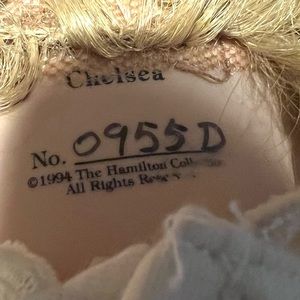 Chelsea
No. 0955D
©1994 The Hamilton
All Rights